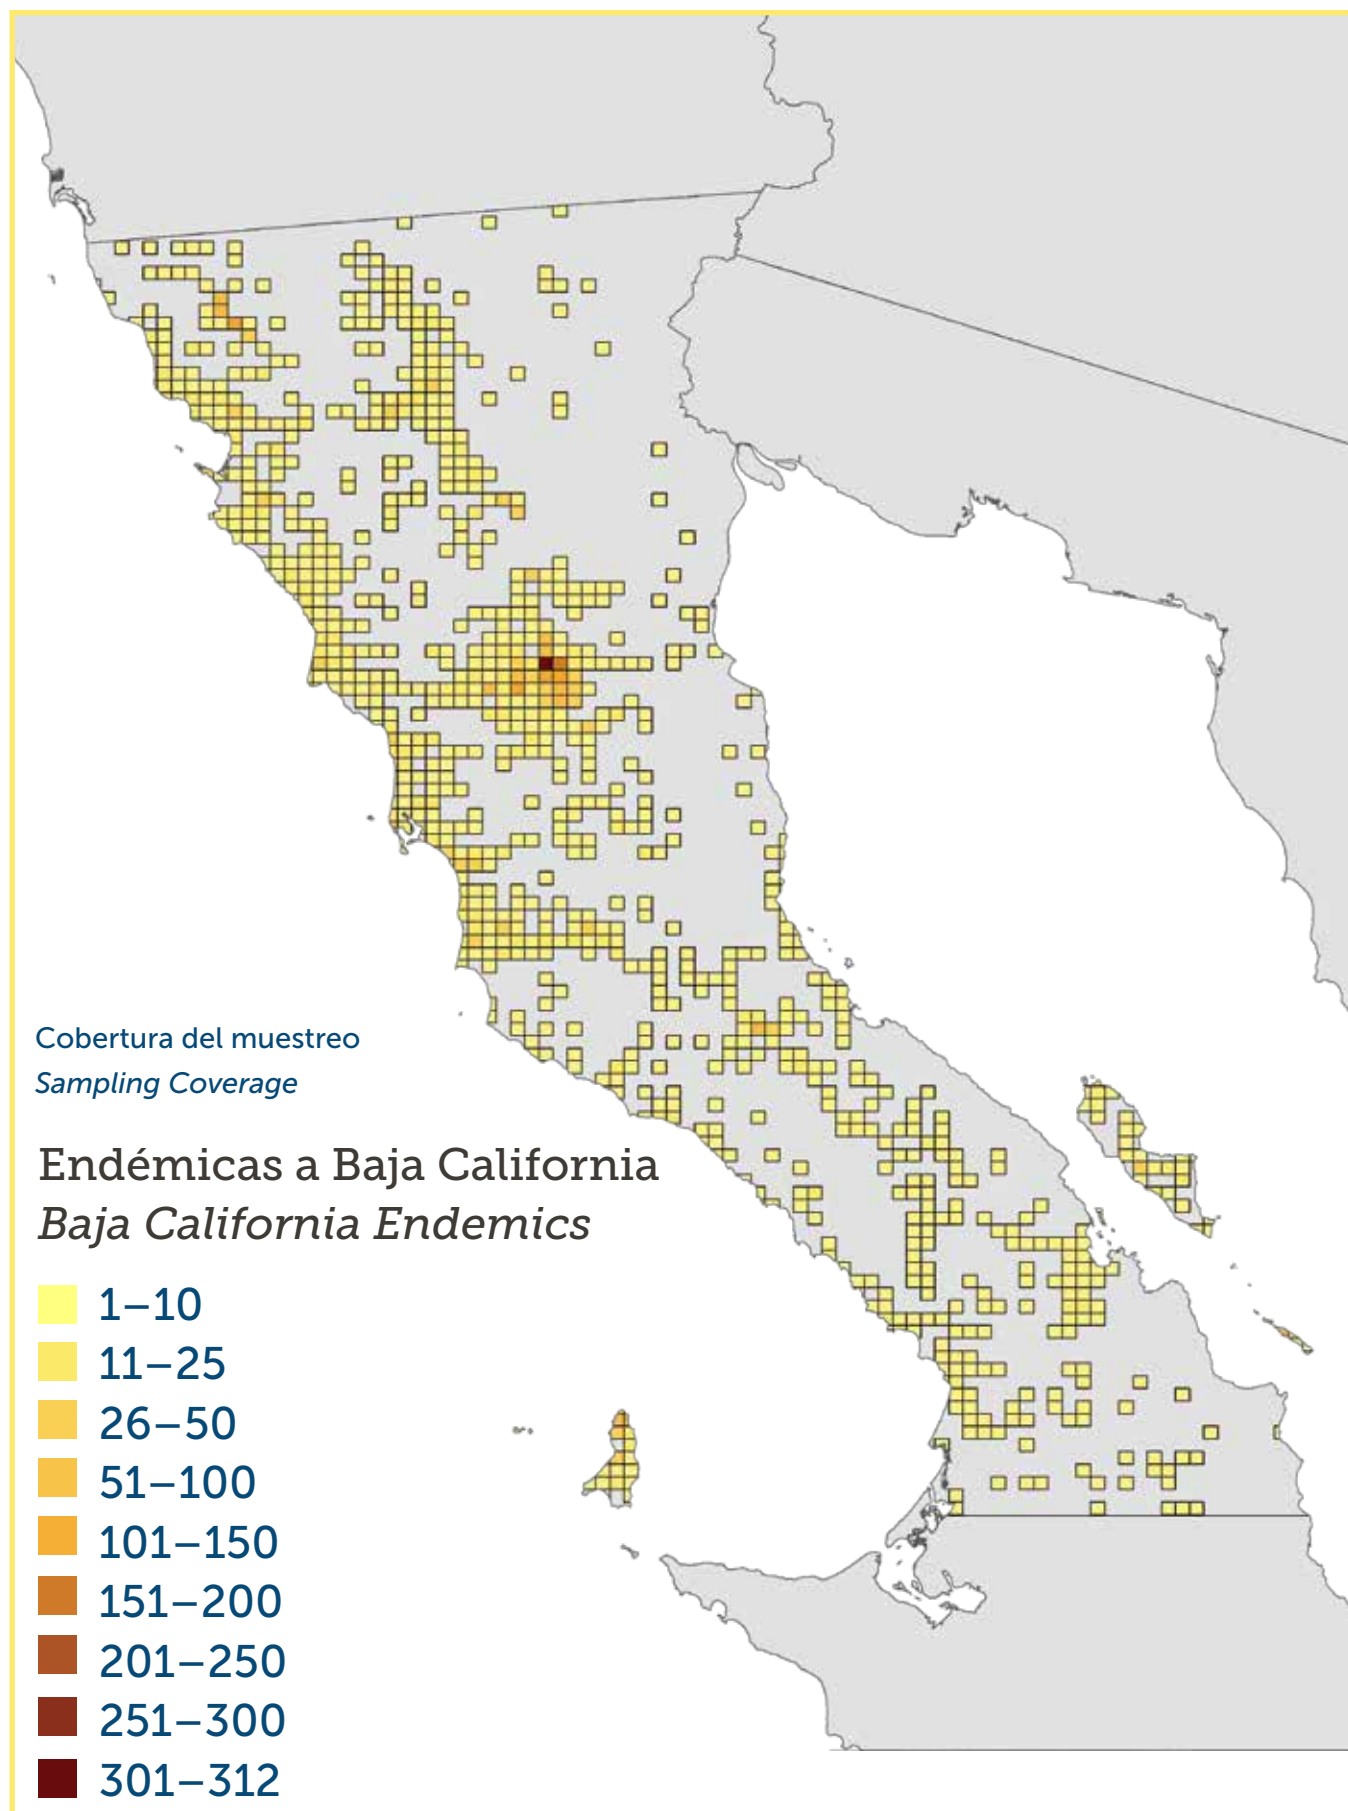 Cobertura del muestreo
Sampling Coverage
Endémicas a Baja California
Baja California Endemics
1–10
11–25
26–50
51–100
101–150
151–200
201–250
251–300
301–312